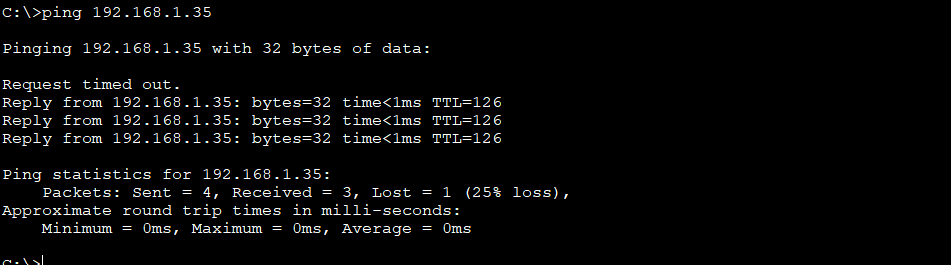 C:\>ping 192.168.1.35
Pinging 192.168.1.35 with 32 bytes of data:
Request timed out.
Reply from 192.168.1.35: bytes=32 time<1ms TTL=126
Reply from 192.168.1.35: bytes=32 time<1ms TTL=126
Reply from 192.168.1.35: bytes=32 time<1ms TTL=126
Ping statistics for 192.168.1.35:
    Packets: Sent = 4, Received = 3, Lost = 1 (25% loss),
Approximate round trip times in milli-seconds:
    Minimum = 0ms, Maximum = 0ms, Average = 0ms
C:\>